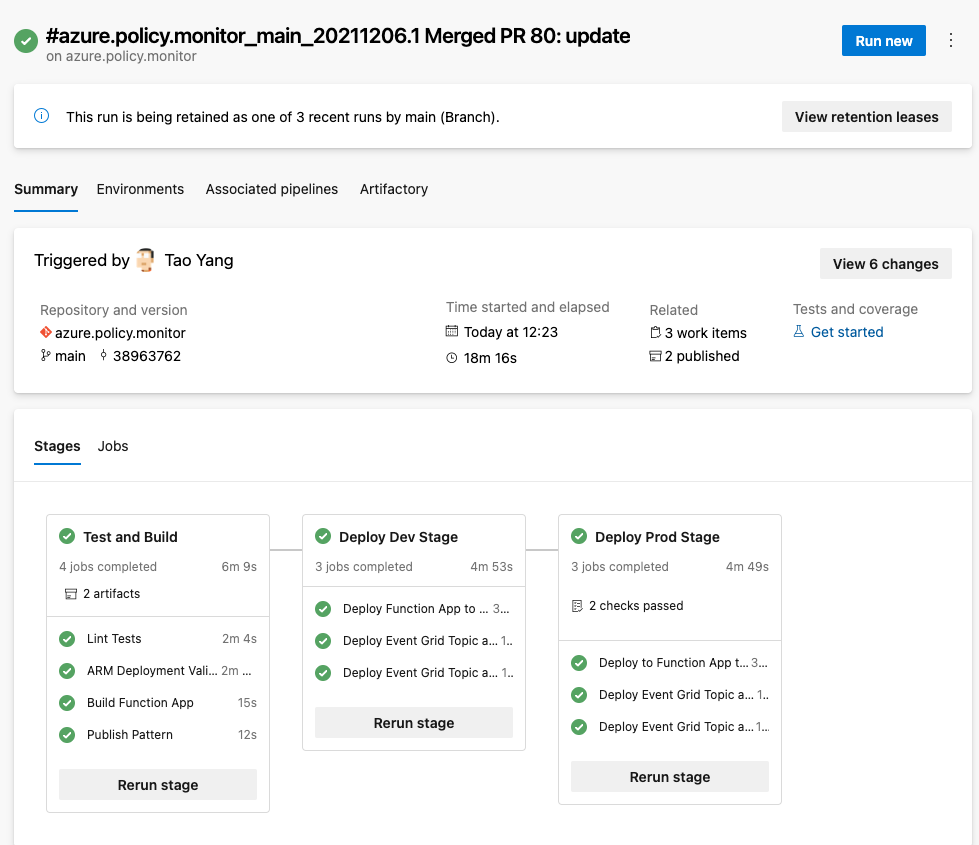 #azure.policy.monitor_main_20211206.1 Merged PR 80: update
on azure.policy.monitor
Run new
This run is being retained as one of 3 recent runs by main (Branch).
View retention leases
Summary Environments Associated pipelines Artifactory
Triggered by Tao Yang
View 6 changes
Repository and version
azure.policy.monitor
main 38963762
Time started and elapsed
Today at 12:23
18m 16s
Related
3 work items
2 published
Tests and coverage
Get started
Stages Jobs
Test and Build
4 jobs completed 6m 9s
2 artifacts
Lint Tests 2m 4s
ARM Deployment Vali... 2m ...
Build Function App 15s
Publish Pattern 12s
Rerun stage
Deploy Dev Stage
3 jobs completed 4m 53s
Deploy Function App to ... 3...
Deploy Event Grid Topic a... 1..
Deploy Event Grid Topic a... 1..
Rerun stage
Deploy Prod Stage
3 jobs completed 4m 49s
2 checks passed
Deploy to Function App t... 3...
Deploy Event Grid Topic a... 1..
Deploy Event Grid Topic a... 1...
Rerun stage